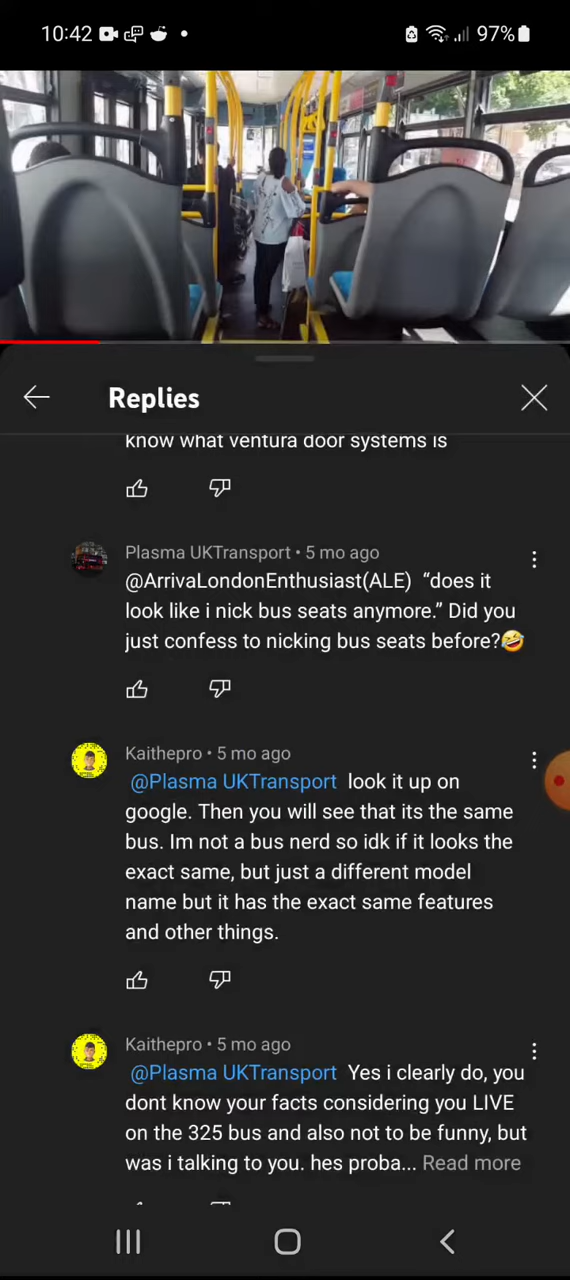 10:42
97%
Replies
know what ventura door systems is
Plasma UKTransport • 5 mo ago
@ArrivaLondonEnthusiast(ALE) “does it
look like i nick bus seats anymore.” Did you
just confess to nicking bus seats before?🤣
Kaithepro • 5 mo ago
@Plasma UKTransport look it up on
google. Then you will see that its the same
bus. Im not a bus nerd so idk if it looks the
exact same, but just a different model
name but it has the exact same features
and other things.
Kaithepro • 5 mo ago
@Plasma UKTransport Yes i clearly do, you
dont know your facts considering you LIVE
on the 325 bus and also not to be funny, but
was i talking to you. hes proba... Read more